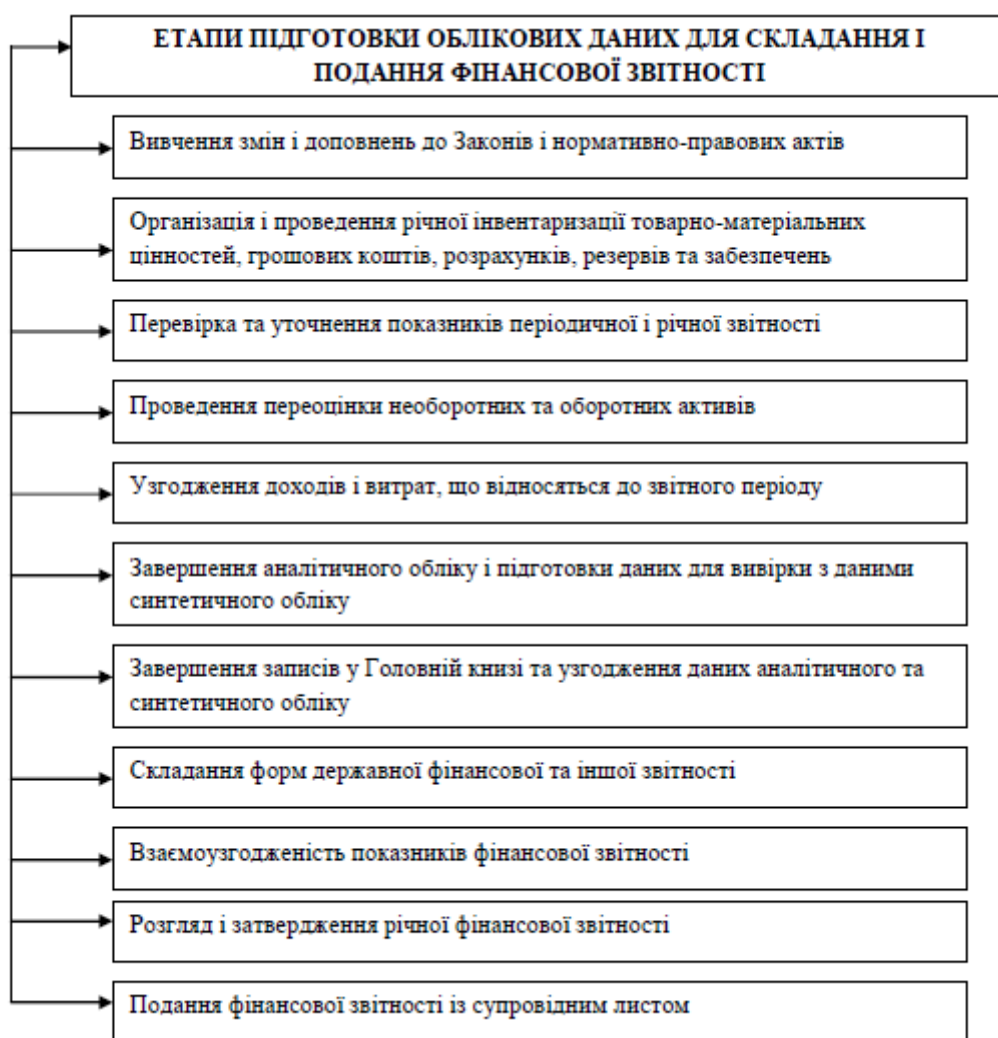 ЕТАПИ ПІДГОТОВКИ ОБЛІКОВИХ ДАНИХ ДЛЯ СКЛАДАННЯ І
ПОДАННЯ ФІНАНСОВОЇ ЗВІТНОСТІ
Вивчення змін і доповнень до Законів і нормативно-правових актів
Організація і проведення річної інвентаризації товарно-матеріальних
цінностей, грошових коштів, розрахунків, резервів та забезпечень
Перевірка та уточнення показників періодичної і річної звітності
Проведення переоцінки необоротних та оборотних активів
Узгодження доходів і витрат, що відносяться до звітного періоду
Завершення аналітичного обліку і підготовки даних для вивірки з даними
синтетичного обліку
Завершення записів у Головній книзі та узгодження даних аналітичного та
синтетичного обліку
Складання форм державної фінансової та іншої звітності
Взаємоузгодженість показників фінансової звітності
Розгляд і затвердження річної фінансової звітності
Подання фінансової звітності із супровідним листом